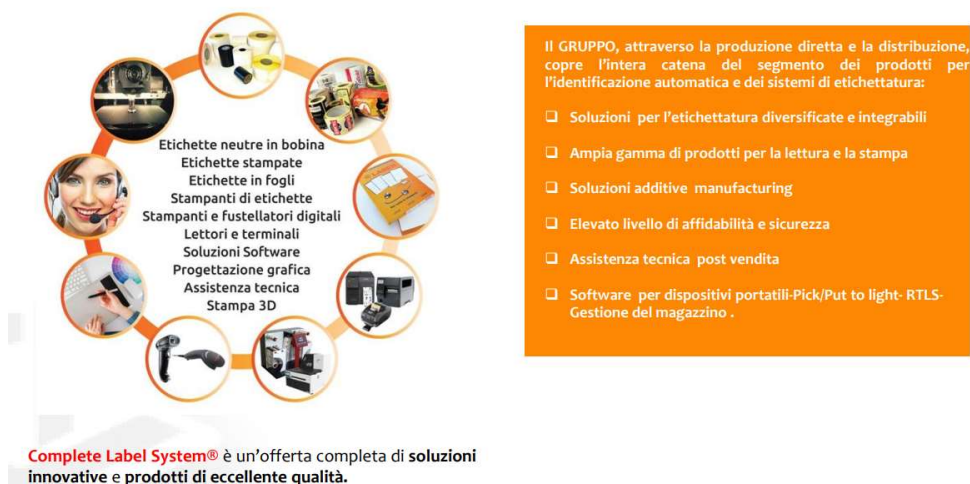 Etichette neutre in bobina
Etichette stampate
Etichette in fogli
Stampanti di etichette
Stampanti e fustellatori digitali
Lettori e terminali
Soluzioni Software
Progettazione grafica
Assistenza tecnica
Stampa 3D
Complete Label System® è un'offerta completa di soluzioni
innovative e prodotti di eccellente qualità.
Il GRUPPO, attraverso la produzione diretta e la distribuzione,
copre l'intera catena del segmento dei prodotti per
l'identificazione automatica e dei sistemi di etichettatura:
❑ Soluzioni per l'etichettatura diversificate e integrabili
❑ Ampia gamma di prodotti per la lettura e la stampa
❑ Soluzioni additive manufacturing
❑ Elevato livello di affidabilità e sicurezza
❑ Assistenza tecnica post vendita
❑ Software per dispositivi portatili-Pick/Put to light- RTLS-
Gestione del magazzino .